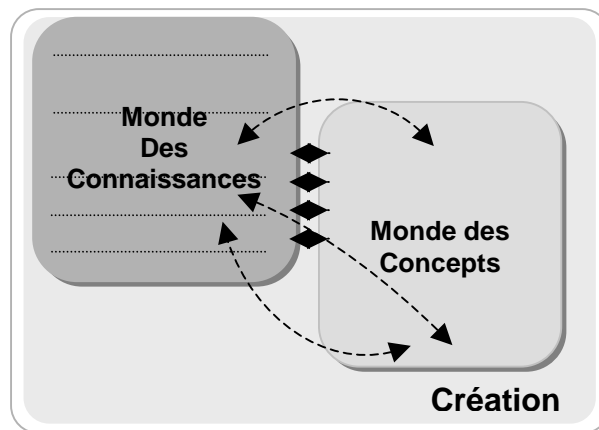 Monde
Des
Connaissances
Monde des
Concepts
Création